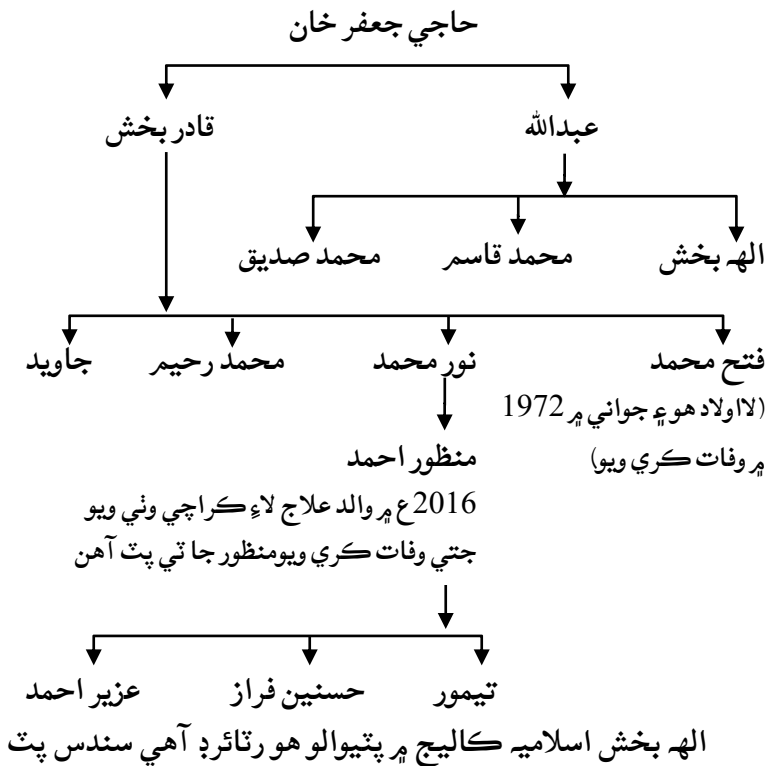 حاجي جعفر خان
عبدالله قادر بخش
الهہ بخش محمد قاسم محمد صديق
فتح محمد نور محمد محمد رحيم جاويد
(لااولاد هو ۽ جواني ۾ 1972
۾ وفات ڪري ويو)
منظور احمد
2016ع ۾ والد علاج لاءِ ڪراچي وٺي ويو
جتي وفات ڪري ويومنظور جا ٽي پٽ آهن
تيمور حسنين فراز عزير احمد
الهہ بخش اسلاميہ ڪاليج ۾ پٽيوالو هو رٽائرڊ آهي سندس پٽ